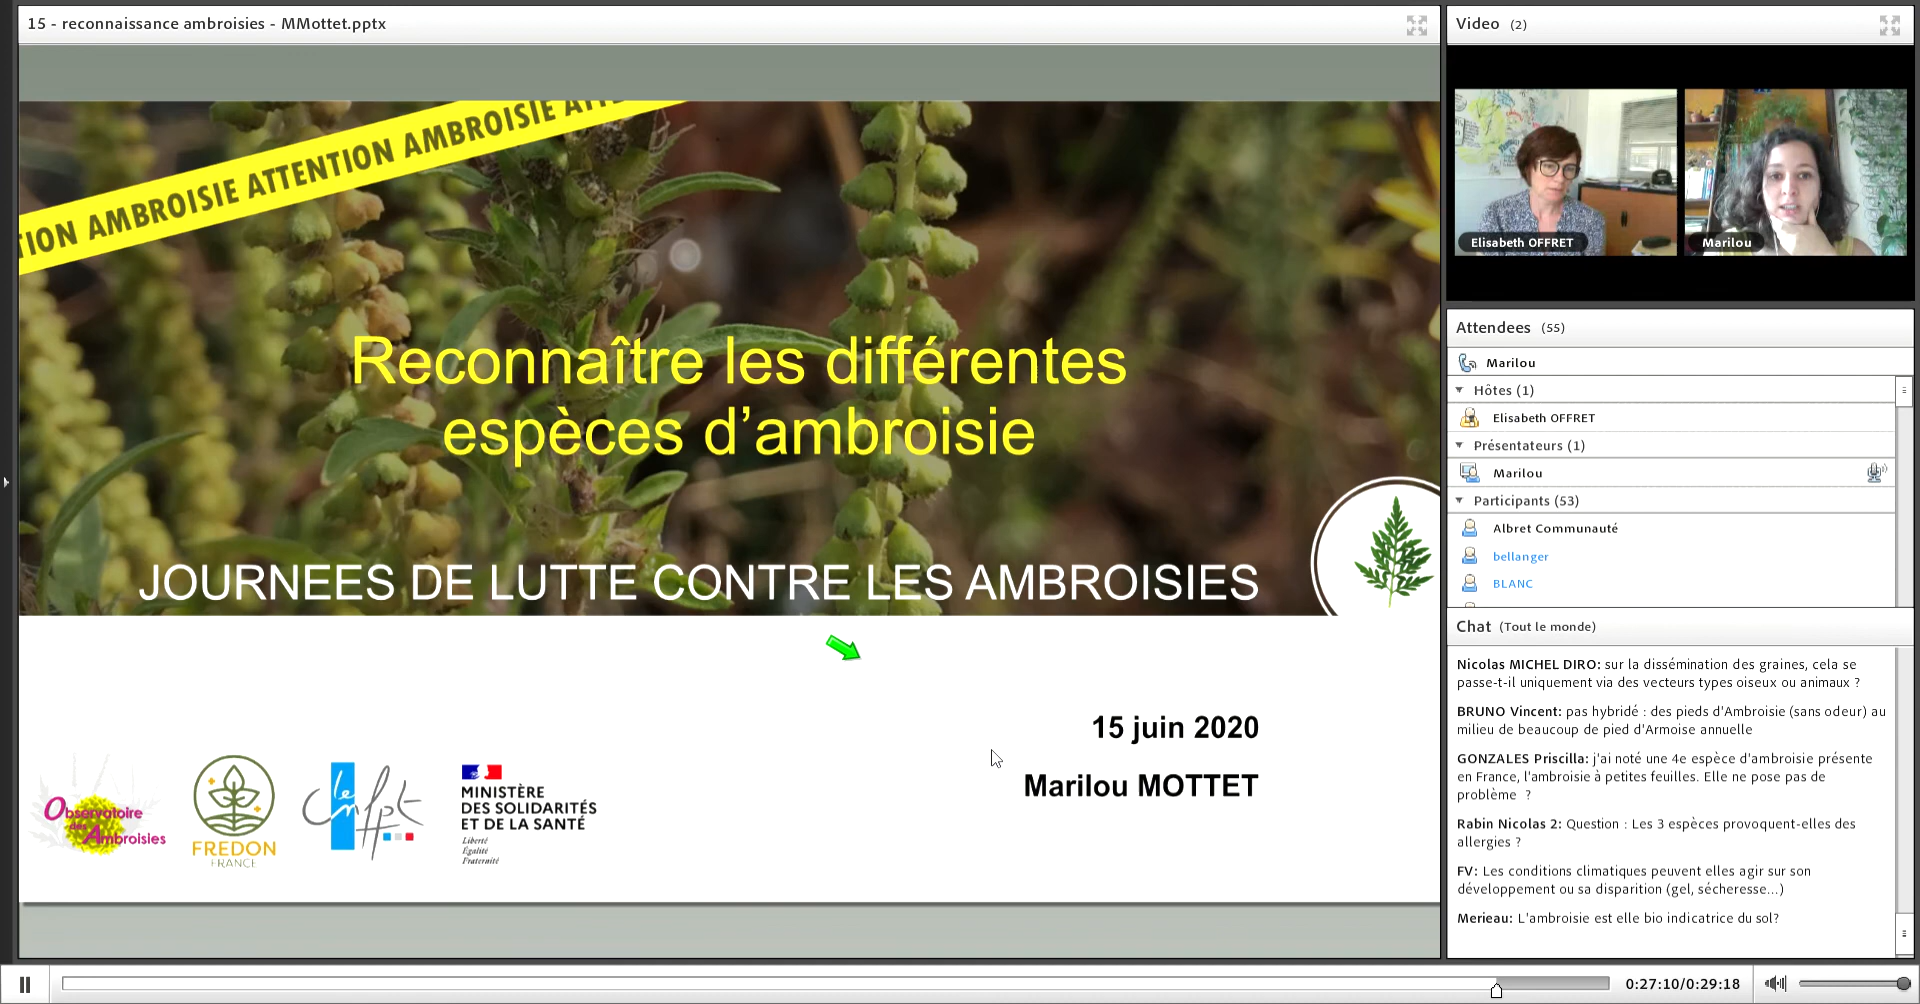 15 - reconnaissance ambroisies - MMottet.pptx
TION AMBROISIE ATTENTION AMBROISIE
Reconnaître les différentes
espèces d’ambroisie
JOURNEES DE LUTTE CONTRE LES AMBROISIES
15 juin 2020
Marilou MOTTET
Observatoire
des
Ambroisies
FREDON
FRANCE
le
cnfpt
MINISTÈRE
DES SOLIDARITÉS
ET DE LA SANTÉ
Liberté
Égalité
Fraternité
Video (2)
Elisabeth OFFRET
Marilou
Attendees (55)
Marilou
Hôtes (1)
Elisabeth OFFRET
Présentateurs (1)
Marilou
Participants (53)
Albret Communauté
bellanger
BLANC
Chat (Tout le monde)
Nicolas MICHEL DIRO: sur la dissémination des graines, cela se
passe-t-il uniquement via des vecteurs types oiseux ou animaux ?
BRUNO Vincent: pas hybridé : des pieds d'Ambroisie (sans odeur) au
milieu de beaucoup de pied d'Armoise annuelle
GONZALES Priscilla: j'ai noté une 4e espèce d'ambroisie présente
en France, l'ambroisie à petites feuilles. Elle ne pose pas de
problème ?
Rabin Nicolas 2: Question : Les 3 espèces provoquent-elles des
allergies ?
FV: Les conditions climatiques peuvent elles agir sur son
développement ou sa disparition (gel, sécheresse...)
Merieau: L'ambroisie est elle bio indicatrice du sol?
0:27:10/0:29:18